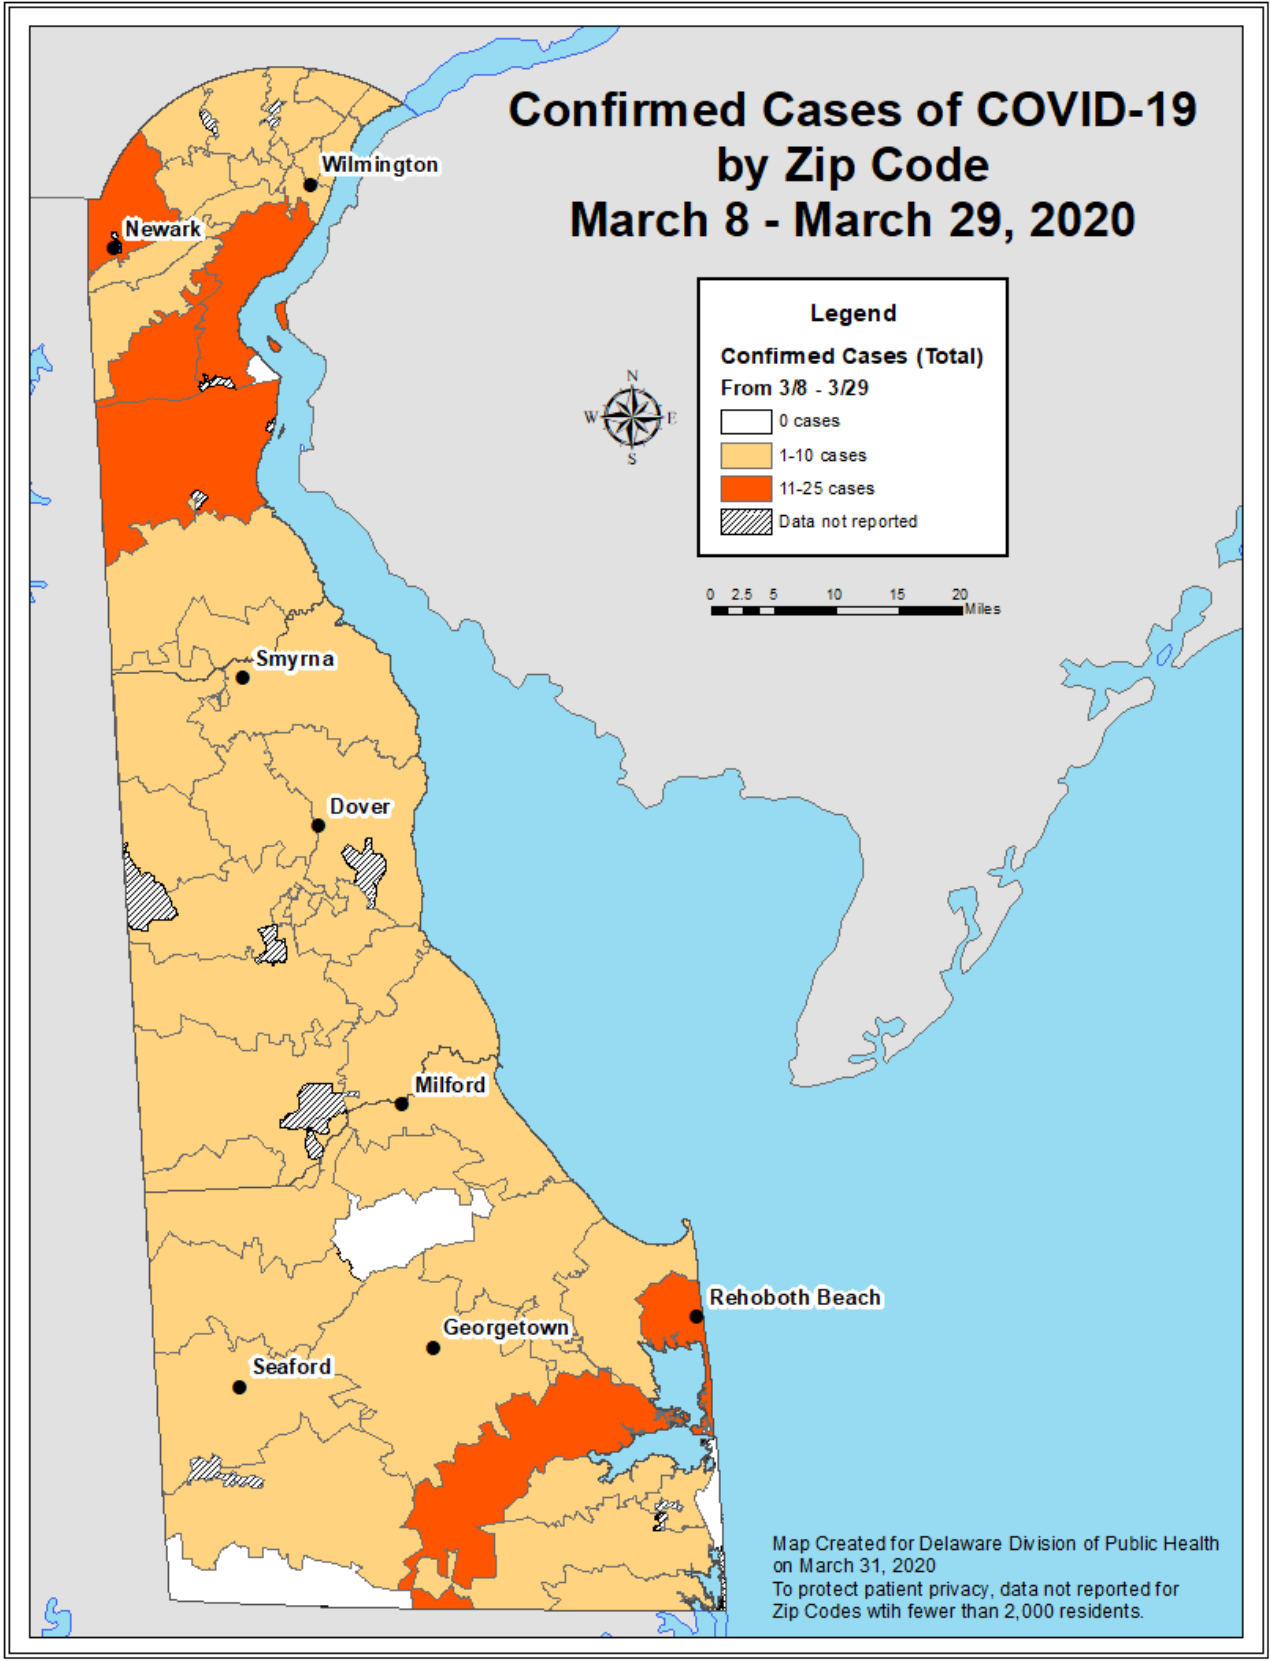 Confirmed Cases of COVID-19
by Zip Code
March 8 - March 29, 2020
Wilmington
Newark
Legend
Confirmed Cases (Total)
From 3/8 - 3/29
0 cases
1-10 cases
11-25 cases
Data not reported
N
W E
S
0 2.5 5 10 15 20
Miles
Smyrna
Dover
Milford
Rehoboth Beach
Georgetown
Seaford
Map Created for Delaware Division of Public Health
on March 31, 2020
To protect patient privacy, data not reported for
Zip Codes wtih fewer than 2,000 residents.